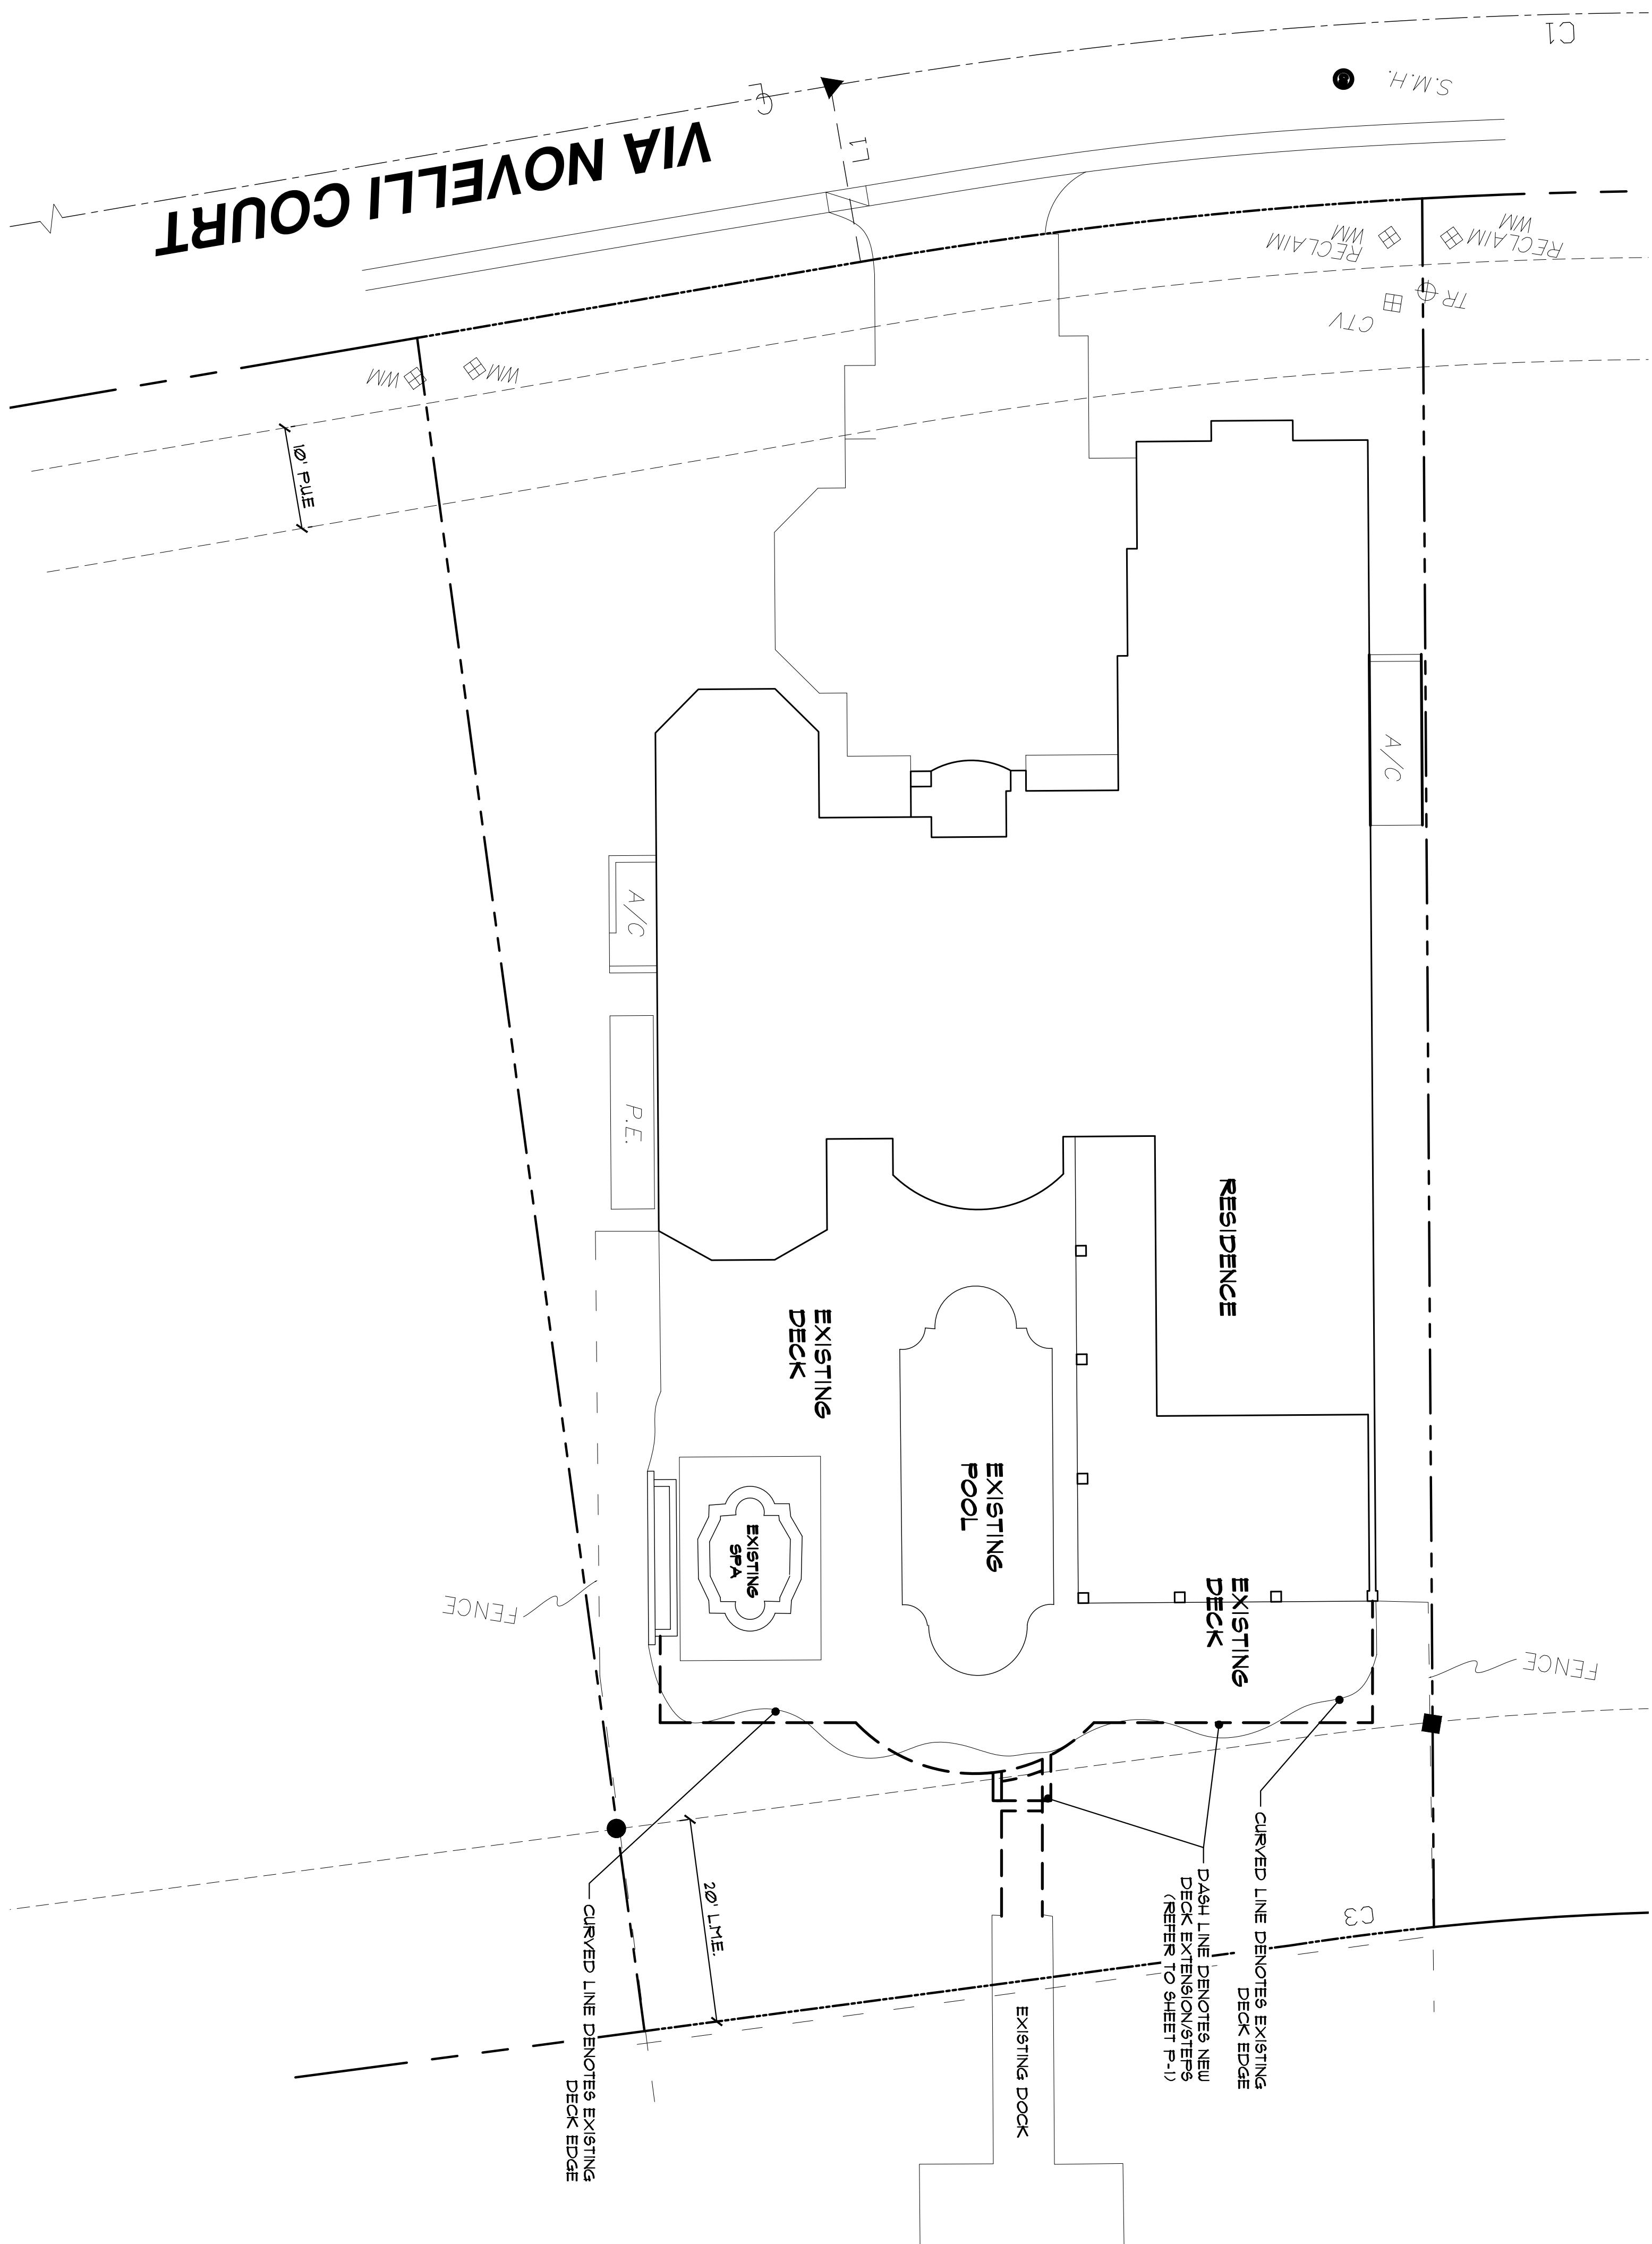 C1
S.M.H.
℄
VIA NOVELLI COURT
L1
RECLAIM
WM
RECLAIM
WM
TR
CTV
WM
WM
10' P.U.E
A/C
A/C
P.E.
RESIDENCE
EXISTING
DECK
EXISTING
POOL
EXISTING
SPA
EXISTING
DECK
FENCE
FENCE
20' L.M.E.
C3
CURVED LINE DENOTES EXISTING
DECK EDGE
DASH LINE DENOTES NEW
DECK EXTENSION/STEPS
(REFER TO SHEET P-1)
EXISTING DOCK
CURVED LINE DENOTES EXISTING
DECK EDGE